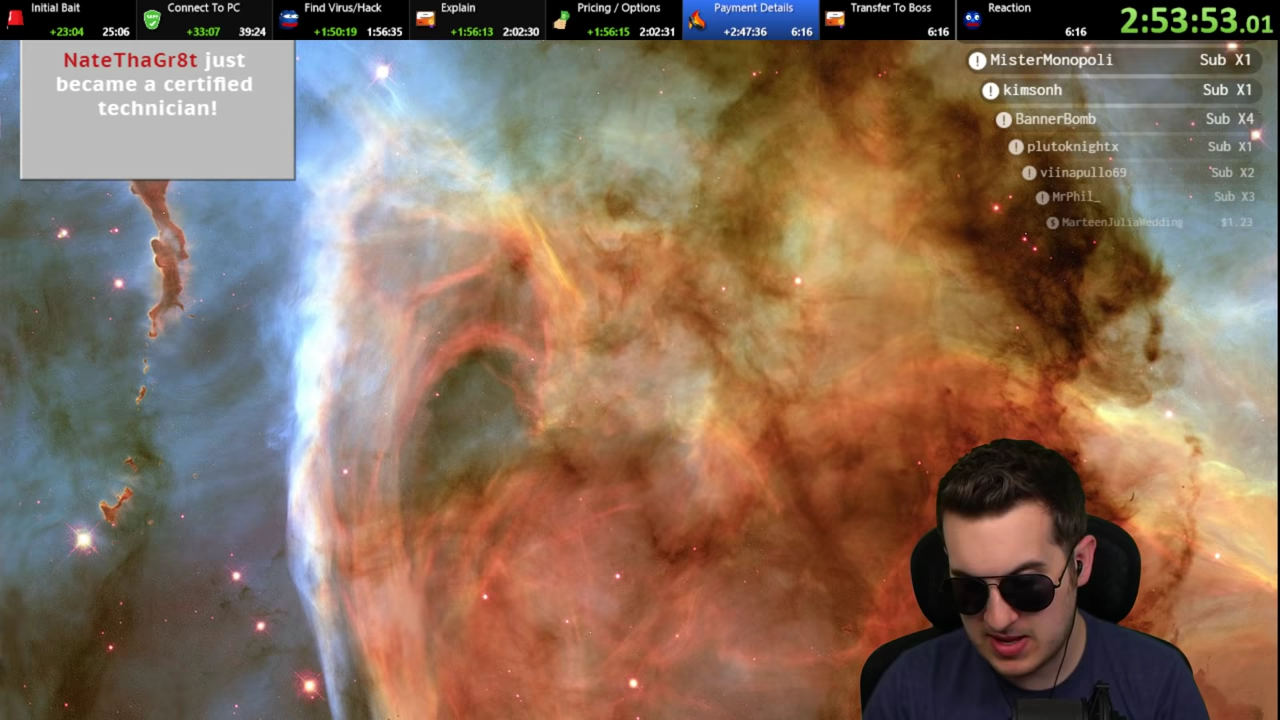 Initial Bait
+23:04 25:06
Connect To PC
+33:07 39:24
Find Virus/Hack
+1:50:19 1:56:35
Explain
+1:56:13 2:02:30
Pricing / Options
+1:56:15 2:02:31
Payment Details
+2:47:36 6:16
Transfer To Boss
6:16
Reaction
6:16
2:53:53.01
NateThaGr8t just
became a certified
technician!
MisterMonopoli Sub X1
kimsonh Sub X1
BannerBomb Sub X4
plutoknightx Sub X1
viinapullo69 Sub X2
MrPhil_ Sub X3
MarteenJuliaWedding $1.23